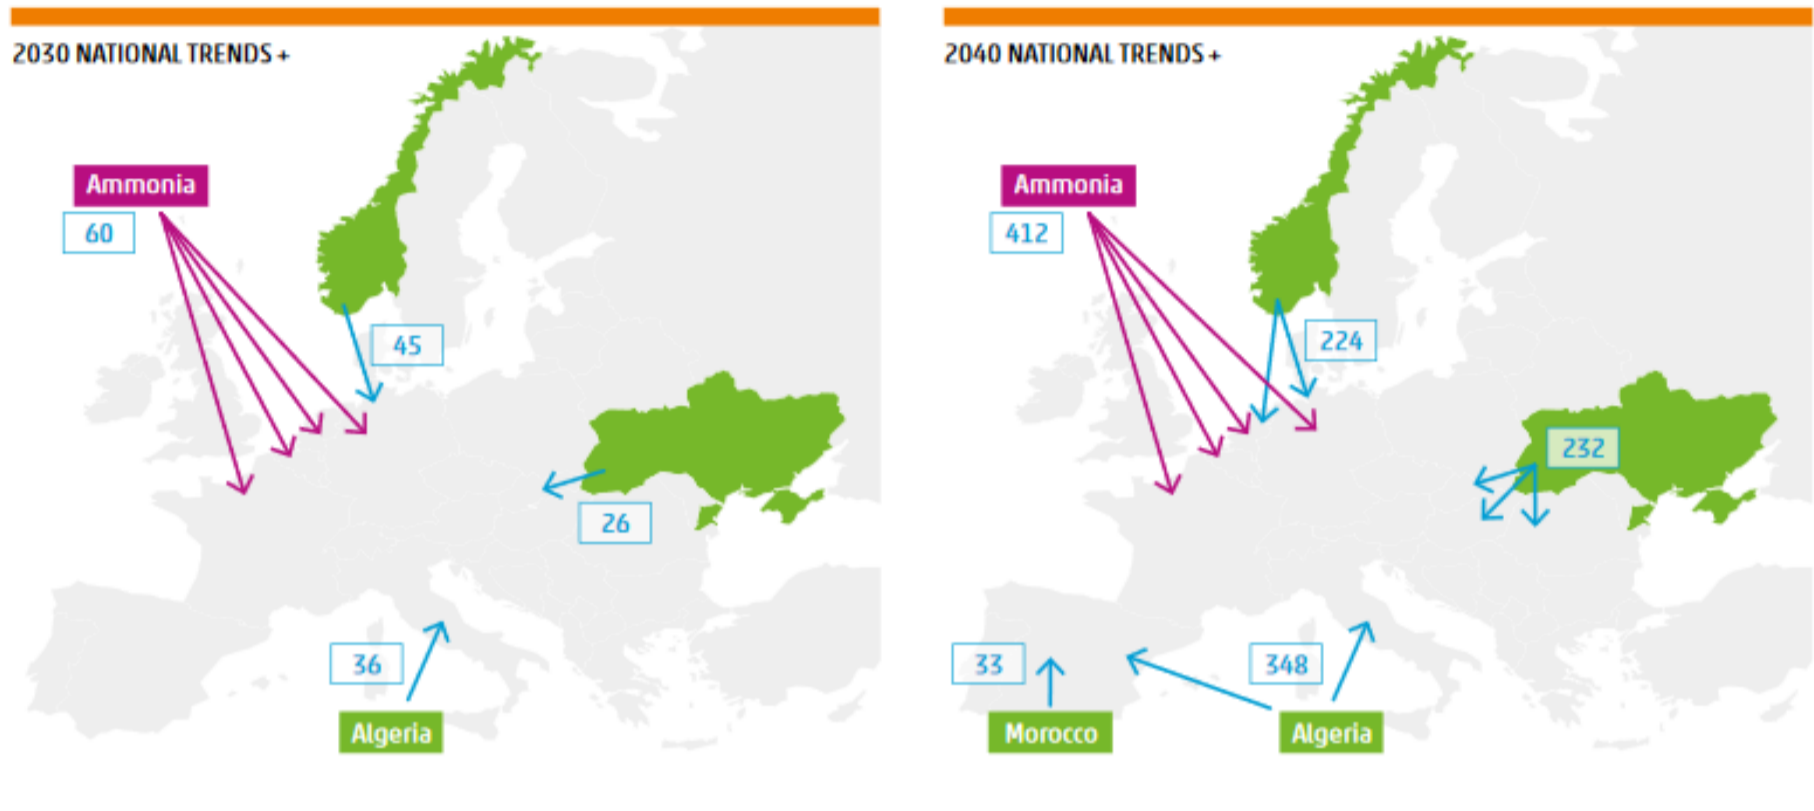 2030 NATIONAL TRENDS +
Ammonia
60
45
26
36
Algeria
2040 NATIONAL TRENDS +
Ammonia
412
224
232
33
348
Morocco
Algeria